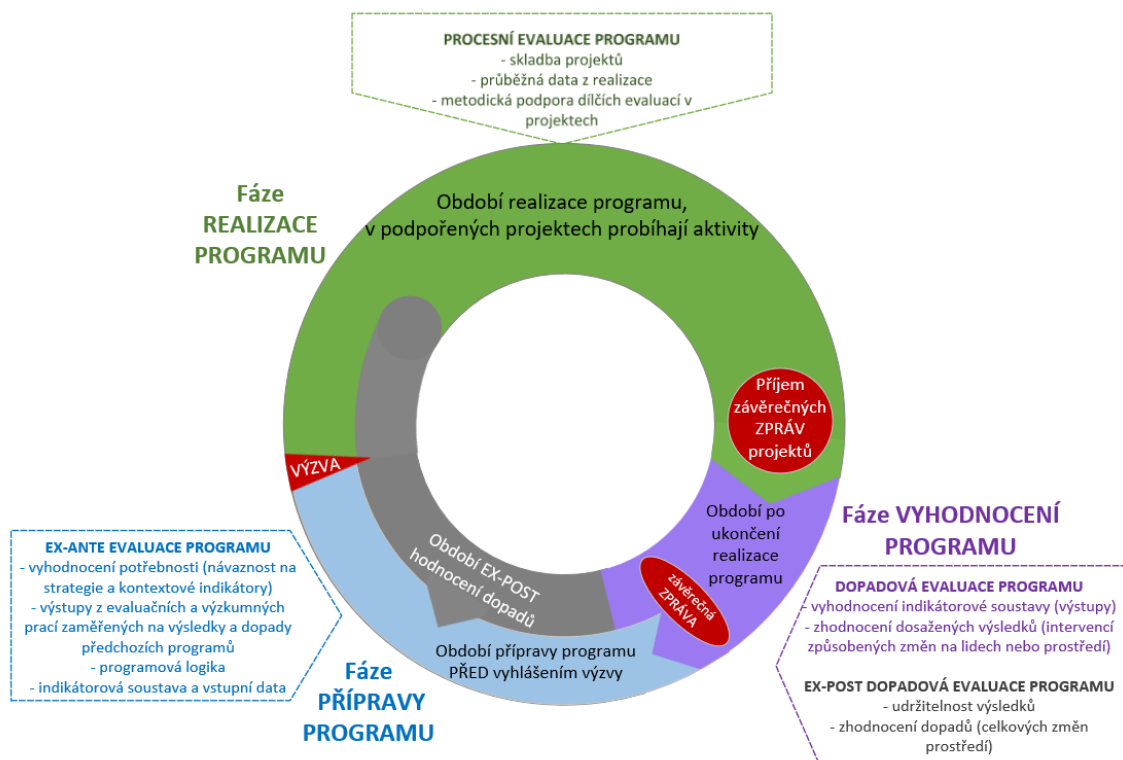 PROCESNÍ EVALUACE PROGRAMU
- skladba projektů
- průběžná data z realizace
- metodická podpora dílčích evaluací v
projektech
Fáze
REALIZACE
PROGRAMU
Období realizace programu,
v podpořených projektech probíhají aktivity
Příjem
závěrečných
ZPRÁV
projektů
VÝZVA
Fáze VYHODNOCENÍ
PROGRAMU
Období po
ukončení
realizace
programu
závěrečná
ZPRÁVA
Období EX-POST
hodnocení dopadů
Období přípravy programu
PŘED vyhlášením výzvy
EX-ANTE EVALUACE PROGRAMU
- vyhodnocení potřebnosti (návaznost na
strategie a kontextové indikátory)
- výstupy z evaluačních a výzkumných
prací zaměřených na výsledky a dopady
předchozích programů
- programová logika
- indikátorová soustava a vstupní data
Fáze
PŘÍPRAVY
PROGRAMU
DOPADOVÁ EVALUACE PROGRAMU
- vyhodnocení indikátorové soustavy (výstupy)
- zhodnocení dosažených výsledků (intervencí
způsobených změn na lidech nebo prostředí)
EX-POST DOPADOVÁ EVALUACE PROGRAMU
- udržitelnost výsledků
- zhodnocení dopadů (celkových změn
prostředí)